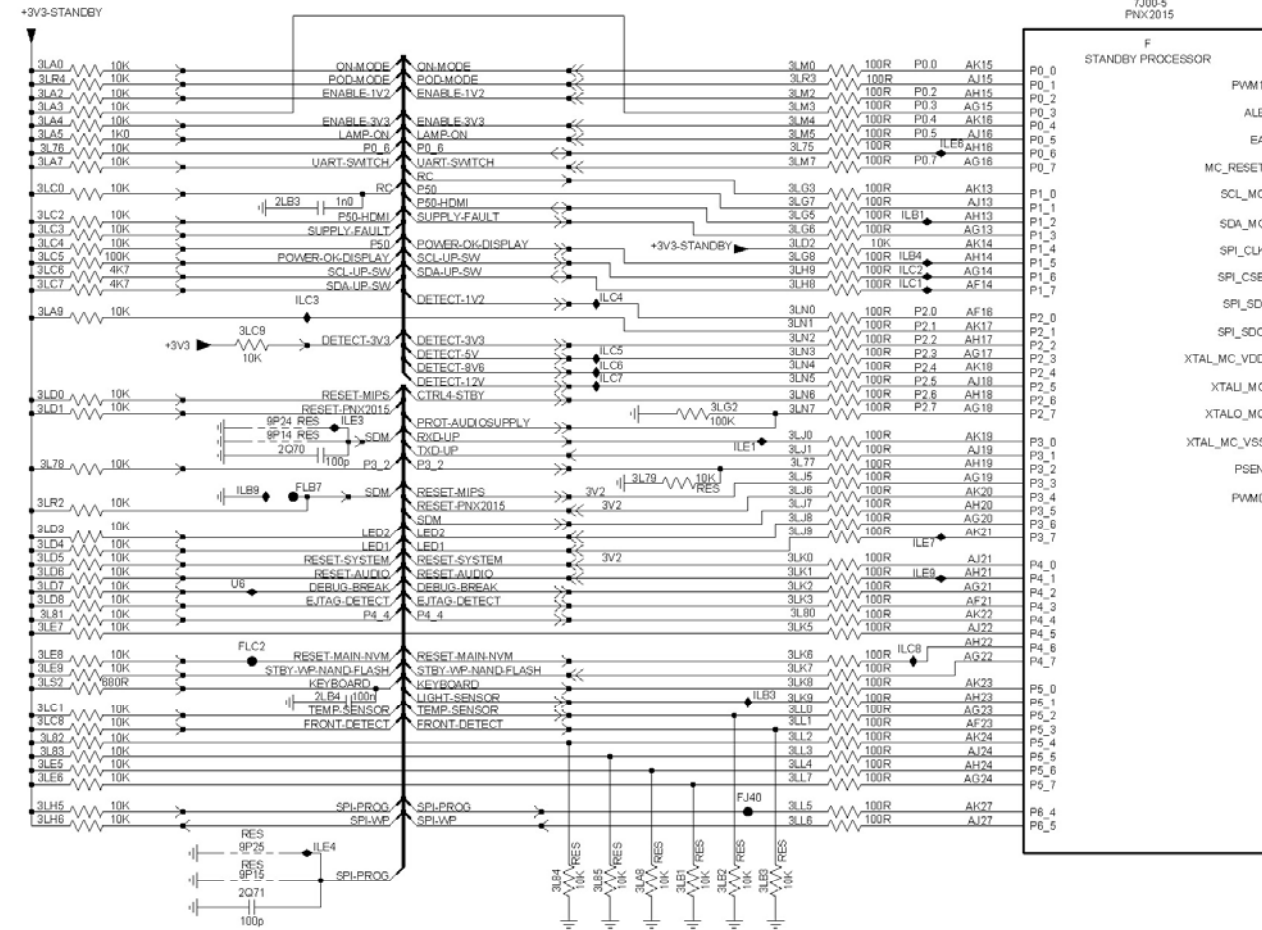 7J00-5
PNX2015
+3V3-STANDBY
F
STANDBY PROCESSOR
3LA0 10K ON-MODE ON-MODE 3LM0 100R P0.0 AK15 P0_0
3LR4 10K POD-MODE POD-MODE 3LR3 100R AJ15 P0_1
3LA2 10K ENABLE-1V2 ENABLE-1V2 3LM2 100R P0.2 AH15 P0_2
3LA3 10K 3LM3 100R P0.3 AG15 P0_3
3LA4 10K ENABLE-3V3 ENABLE-3V3 3LM4 100R P0.4 AK16 P0_4
3LA5 1K0 LAMP-ON LAMP-ON 3LM5 100R P0.5 AJ16 P0_5
3L76 10K P0_6 P0_6 3L75 100R ILE6 AH16 P0_6
3LA7 10K UART-SWITCH UART-SWITCH 3LM7 100R P0.7 AG16 P0_7
RC
3LC0 10K RC P50 3LG3 100R AK13 P1_0
2LB3 1n0 P50-HDMI 3LG7 100R AJ13 P1_1
3LC2 10K P50-HDMI SUPPLY-FAULT 3LG5 100R ILB1 AH13 P1_2
3LC3 10K SUPPLY-FAULT 3LG6 100R AG13 P1_3
3LC4 10K P50 POWER-OK-DISPLAY +3V3-STANDBY 3LD2 10K AK14 P1_4
3LC5 100K POWER-OK-DISPLAY SCL-UP-SW 3LG8 100R ILB4 AH14 P1_5
3LC6 4K7 SCL-UP-SW SDA-UP-SW 3LH9 100R ILC2 AG14 P1_6
3LC7 4K7 SDA-UP-SW 3LH8 100R ILC1 AF14 P1_7
ILC3 DETECT-1V2 ILC4
3LA9 10K 3LN0 100R P2.0 AF16 P2_0
3LN1 100R P2.1 AK17 P2_1
+3V3 3LC9 10K DETECT-3V3 DETECT-3V3 3LN2 100R P2.2 AH17 P2_2
DETECT-5V ILC5 3LN3 100R P2.3 AG17 P2_3
DETECT-8V6 ILC6 3LN4 100R P2.4 AK18 P2_4
DETECT-12V ILC7 3LN5 100R P2.5 AJ18 P2_5
3LD0 10K RESET-MIPS CTRL4-STBY 3LN6 100R P2.6 AH18 P2_6
3LD1 10K RESET-PNX2015 3LG2 100K 3LN7 100R P2.7 AG18 P2_7
9P24 RES ILE3 PROT-AUDIOSUPPLY
9P14 RES SDM RXD-UP ILE1 3LJ0 100R AK19 P3_0
2Q70 100p TXD-UP 3LJ1 100R AJ19 P3_1
3L78 10K P3_2 P3_2 3L77 100R AH19 P3_2
3L79 10K RES 3LJ5 100R AG19 P3_3
ILB9 FLB7 SDM RESET-MIPS 3V2 3LJ6 100R AK20 P3_4
3LR2 10K RESET-PNX2015 3V2 3LJ7 100R AH20 P3_5
SDM 3LJ8 100R AG20 P3_6
3LD3 10K LED2 LED2 3LJ9 100R ILE7 AK21 P3_7
3LD4 10K LED1 LED1
3LD5 10K RESET-SYSTEM RESET-SYSTEM 3V2 3LK0 100R AJ21 P4_0
3LD6 10K RESET-AUDIO RESET-AUDIO 3LK1 100R ILE9 AH21 P4_1
3LD7 10K U6 DEBUG-BREAK DEBUG-BREAK 3LK2 100R AG21 P4_2
3LD8 10K EJTAG-DETECT EJTAG-DETECT 3LK3 100R AF21 P4_3
3L81 10K P4_4 P4_4 3L80 100R AK22 P4_4
3LE7 10K 3LK5 100R AJ22 P4_5
AH22 P4_6
3LE8 10K FLC2 RESET-MAIN-NVM RESET-MAIN-NVM 3LK6 100R ILC8 AG22 P4_7
3LE9 10K STBY-WP-NAND-FLASH STBY-WP-NAND-FLASH 3LK7 100R
3LS2 680R KEYBOARD KEYBOARD 3LK8 100R AK23 P5_0
2LB4 100n LIGHT-SENSOR ILB3 3LK9 100R AH23 P5_1
3LC1 10K TEMP-SENSOR TEMP-SENSOR 3LL0 100R AG23 P5_2
3LC8 10K FRONT-DETECT FRONT-DETECT 3LL1 100R AF23 P5_3
3L82 10K 3LL2 100R AK24 P5_4
3L83 10K 3LL3 100R AJ24 P5_5
3LE5 10K 3LL4 100R AH24 P5_6
3LE6 10K 3LL7 100R AG24 P5_7
3LH5 10K SPI-PROG SPI-PROG FJ40 3LL5 100R AK27 P6_4
3LH6 10K SPI-WP SPI-WP 3LL6 100R AJ27 P6_5
RES
9P25 ILE4
RES
9P15 SPI-PROG
2Q71
100p
3LB4 10K RES
3LB5 10K RES
3LA8 10K RES
3LB1 10K RES
3LB2 10K RES
3LB3 10K RES
PWM1
ALE
EA
MC_RESET
SCL_MC
SDA_MC
SPI_CLK
SPI_CSB
SPI_SDI
SPI_SDO
XTAL_MC_VDD
XTALI_MC
XTALO_MC
XTAL_MC_VSS
PSEN
PWM0